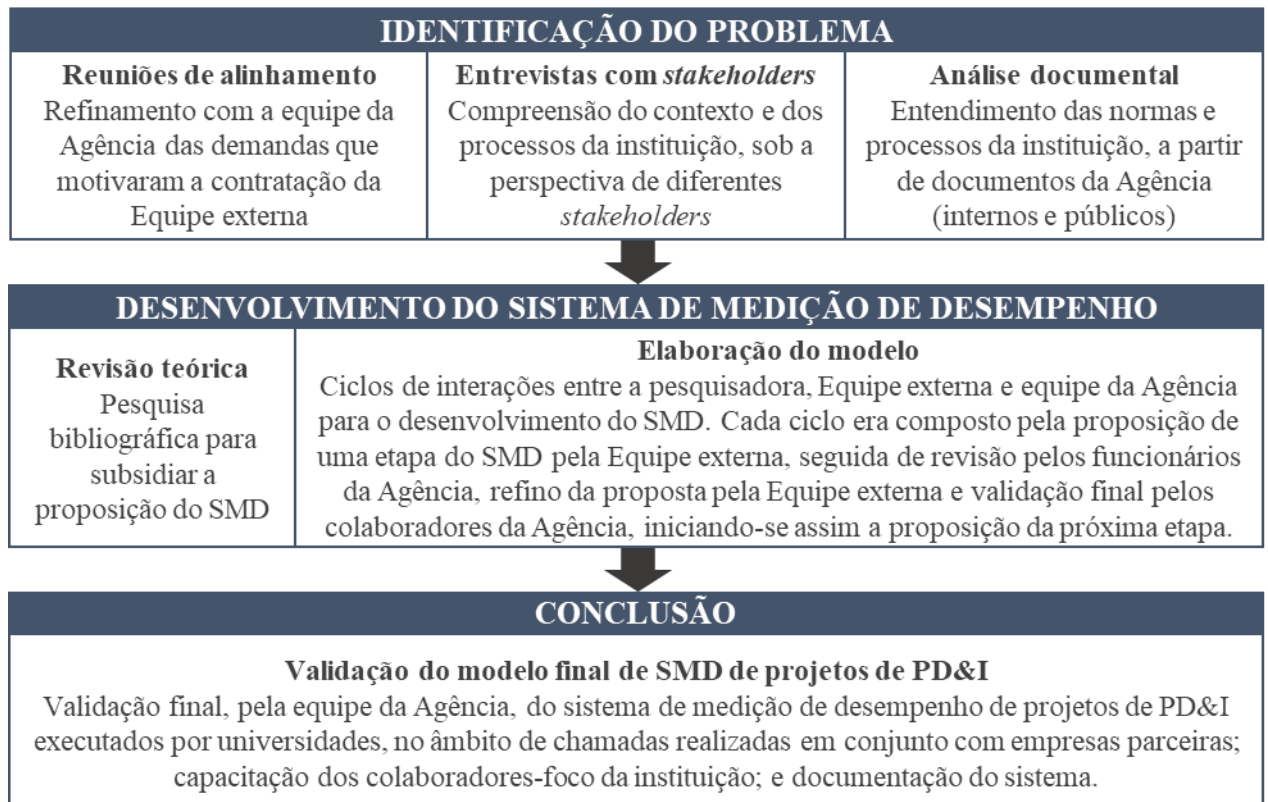 IDENTIFICAÇÃO DO PROBLEMA
Reuniões de alinhamento
Refinamento com a equipe da
Agência das demandas que
motivaram a contratação da
Equipe externa
Entrevistas com stakeholders
Compreensão do contexto e dos
processos da instituição, sob a
perspectiva de diferentes
stakeholders
Análise documental
Entendimento das normas e
processos da instituição, a partir
de documentos da Agência
(internos e públicos)
DESENVOLVIMENTO DO SISTEMA DE MEDIÇÃO DE DESEMPENHO
Revisão teórica
Pesquisa
bibliográfica para
subsidiar a
proposição do SMD
Elaboração do modelo
Ciclos de interações entre a pesquisadora, Equipe externa e equipe da Agência
para o desenvolvimento do SMD. Cada ciclo era composto pela proposição de
uma etapa do SMD pela Equipe externa, seguida de revisão pelos funcionários
da Agência, refino da proposta pela Equipe externa e validação final pelos
colaboradores da Agência, iniciando-se assim a proposição da próxima etapa.
CONCLUSÃO
Validação do modelo final de SMD de projetos de PD&I
Validação final, pela equipe da Agência, do sistema de medição de desempenho de projetos de PD&I
executados por universidades, no âmbito de chamadas realizadas em conjunto com empresas parceiras;
capacitação dos colaboradores-foco da instituição; e documentação do sistema.